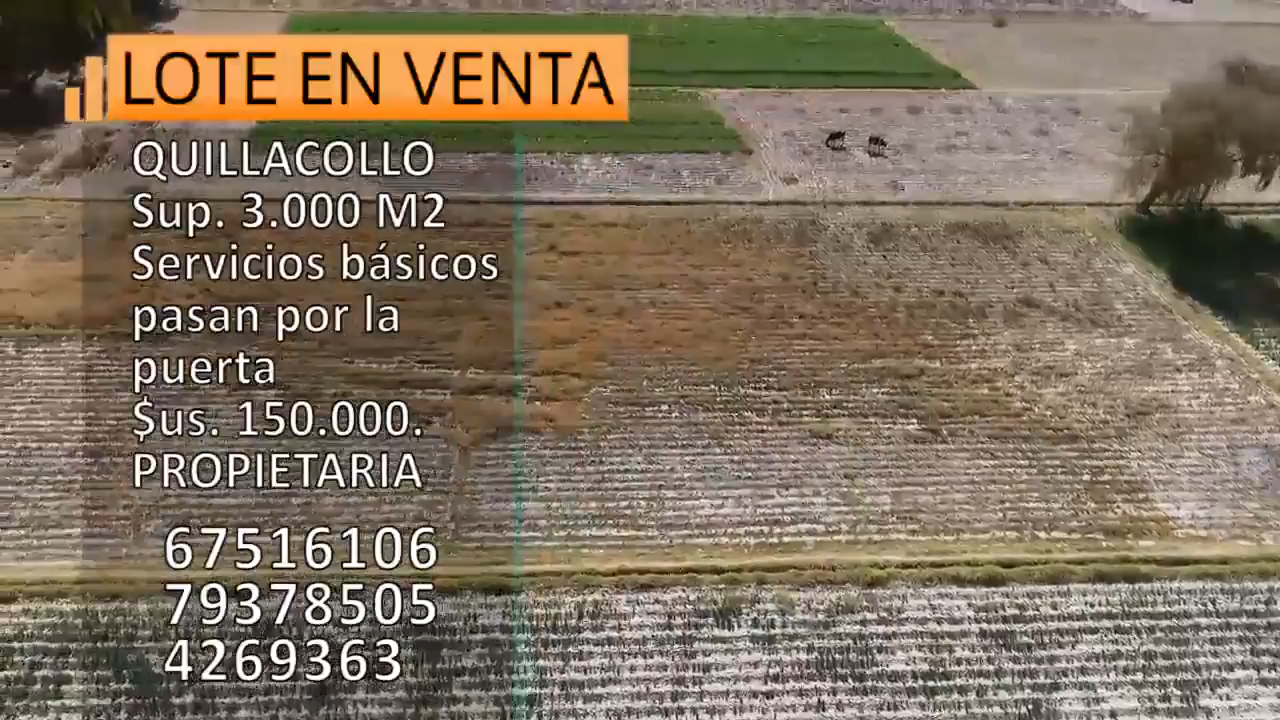 LOTE EN VENTA
QUILLACOLLO
Sup. 3.000 M2
Servicios básicos
pasan por la
puerta
$us. 150.000.
PROPIETARIA
67516106
79378505
4269363